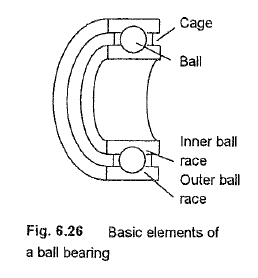 Cage
Ball
Inner ball
race
Outer ball
race
Fig. 6.26 Basic elements of
a ball bearing